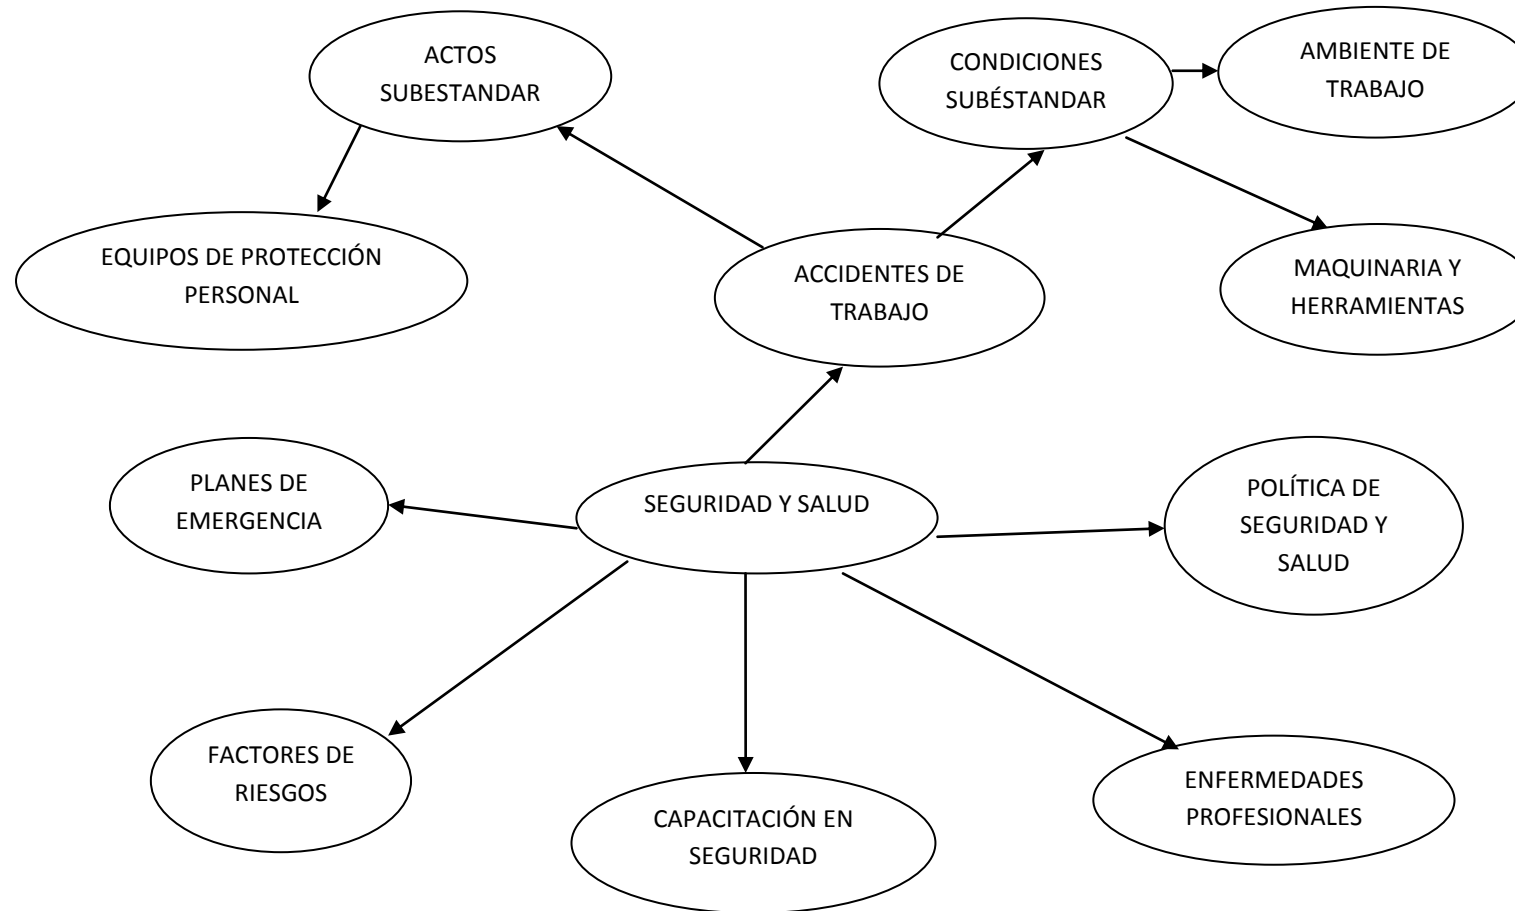 ACTOS
SUBESTANDAR
CONDICIONES
SUBÉSTANDAR
AMBIENTE DE
TRABAJO
EQUIPOS DE PROTECCIÓN
PERSONAL
ACCIDENTES DE
TRABAJO
MAQUINARIA Y
HERRAMIENTAS
PLANES DE
EMERGENCIA
SEGURIDAD Y SALUD
POLÍTICA DE
SEGURIDAD Y
SALUD
FACTORES DE
RIESGOS
CAPACITACIÓN EN
SEGURIDAD
ENFERMEDADES
PROFESIONALES